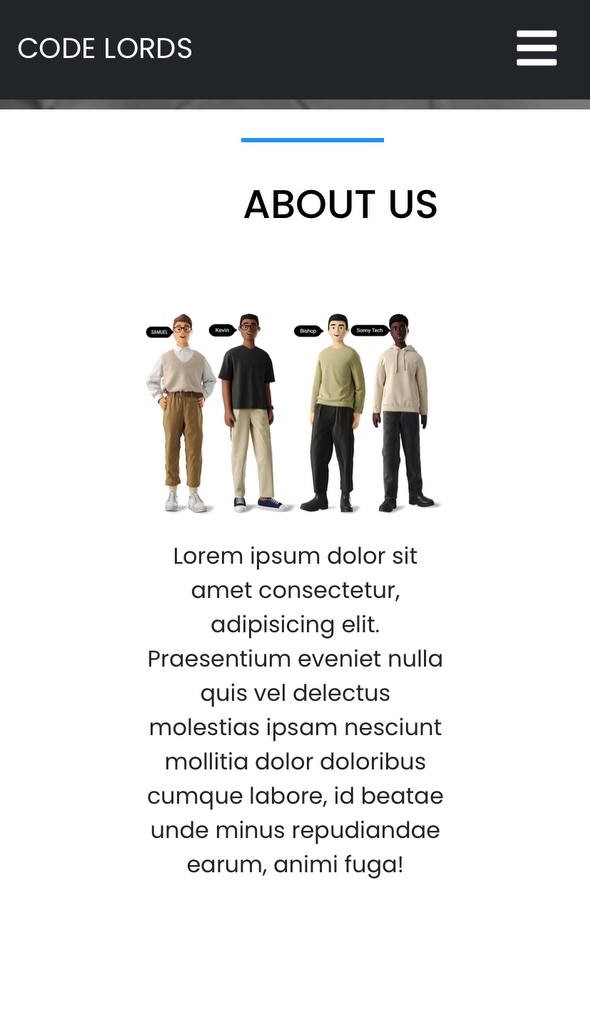 CODE LORDS
ABOUT US
SAMUEL
Kevin
Bishop
Sonny Tech
Lorem ipsum dolor sit
amet consectetur,
adipisicing elit.
Praesentium eveniet nulla
quis vel delectus
molestias ipsam nesciunt
mollitia dolor doloribus
cumque labore, id beatae
unde minus repudiandae
earum, animi fuga!